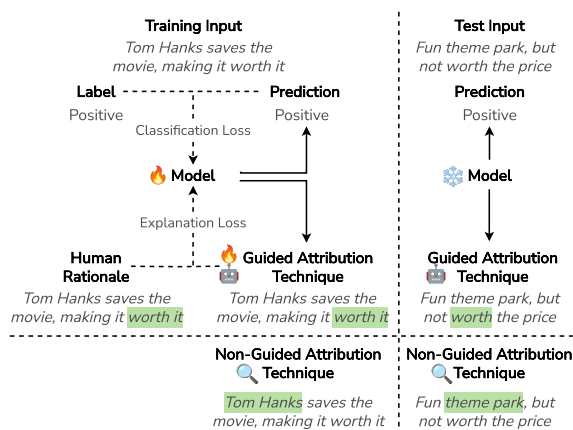 Training Input
Tom Hanks saves the
movie, making it worth it
Label
Positive
Prediction
Positive
Classification Loss
Model
Explanation Loss
Human
Rationale
Tom Hanks saves the
movie, making it worth it
Guided Attribution
Technique
Tom Hanks saves the
movie, making it worth it
Non-Guided Attribution
Technique
Tom Hanks saves the
movie, making it worth it
Test Input
Fun theme park, but
not worth the price
Prediction
Positive
Model
Guided Attribution
Technique
Fun theme park, but
not worth the price
Non-Guided Attribution
Technique
Fun theme park, but
not worth the price